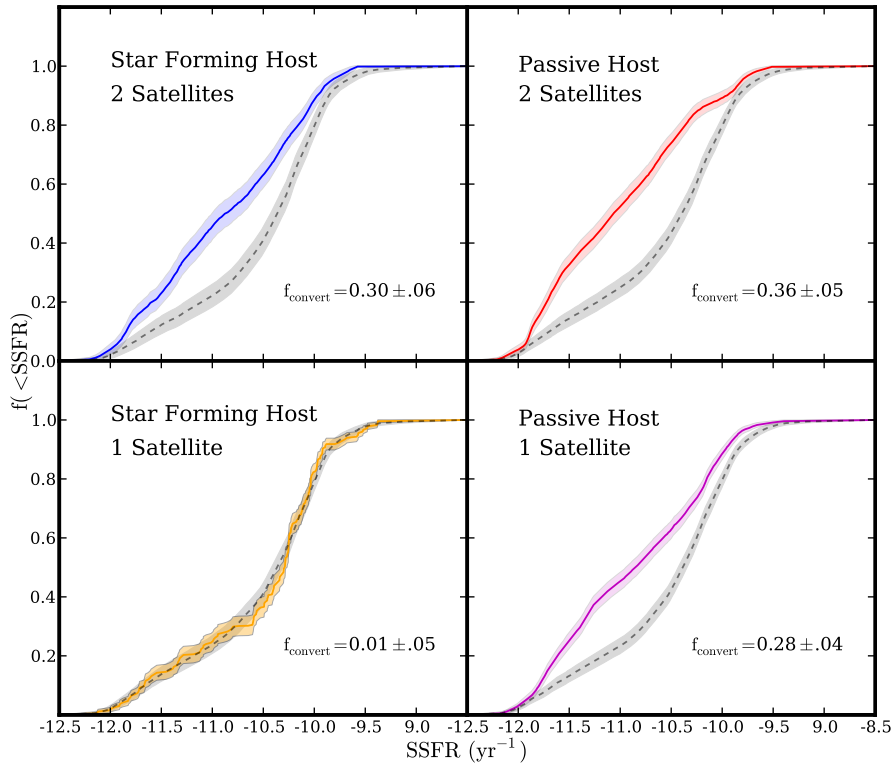 Star Forming Host
2 Satellites
Passive Host
2 Satellites
1.0
0.8
0.6
0.4
0.2
0.0
f_convert=0.30±.06
f_convert=0.36±.05
f( <SSFR)
Star Forming Host
1 Satellite
Passive Host
1 Satellite
1.0
0.8
0.6
0.4
0.2
f_convert=0.01±.05
f_convert=0.28±.04
-12.5 -12.0 -11.5 -11.0 -10.5 -10.0 -9.5 -9.0 -12.5 -12.0 -11.5 -11.0 -10.5 -10.0 -9.5 -9.0 -8.5
SSFR (yr⁻¹)